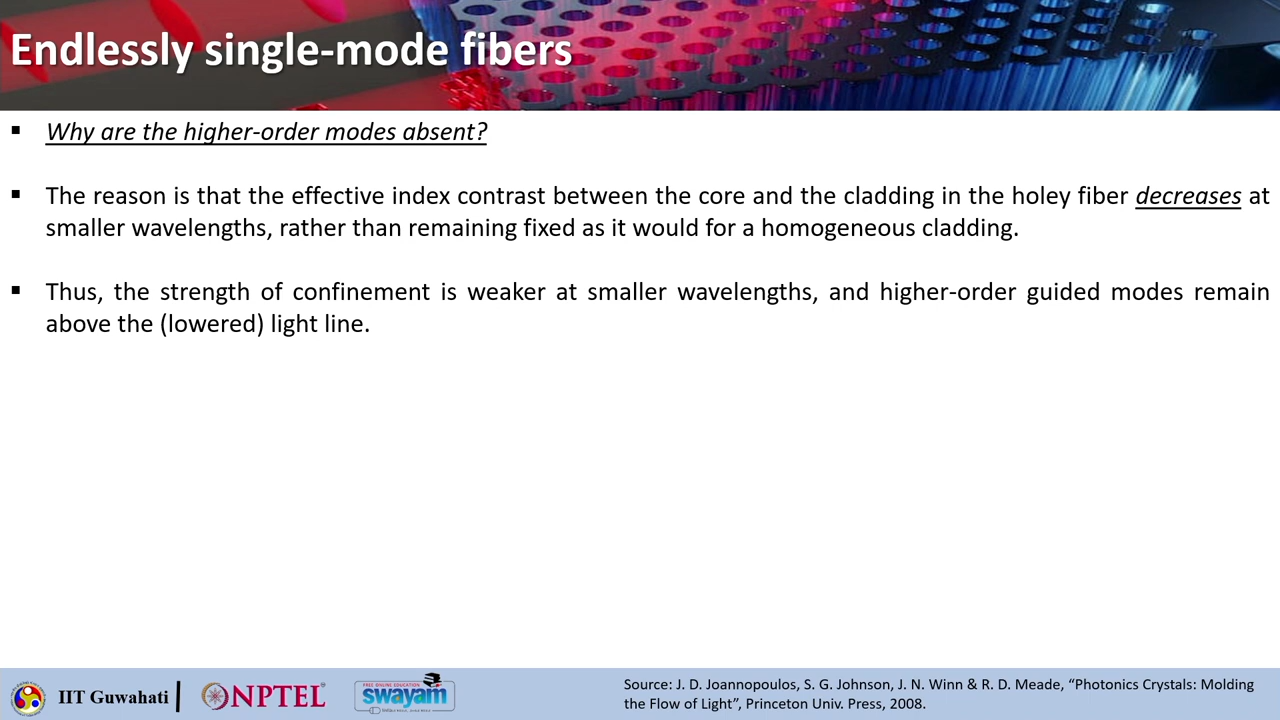 Endlessly single-mode fibers
▪ Why are the higher-order modes absent?
▪ The reason is that the effective index contrast between the core and the cladding in the holey fiber decreases at
smaller wavelengths, rather than remaining fixed as it would for a homogeneous cladding.
▪ Thus, the strength of confinement is weaker at smaller wavelengths, and higher-order guided modes remain
above the (lowered) light line.
IIT Guwahati
NPTEL
FREE ONLINE EDUCATION
swayam
Source: J. D. Joannopoulos, S. G. Johnson, J. N. Winn & R. D. Meade, “Photonics Crystals: Molding
the Flow of Light”, Princeton Univ. Press, 2008.